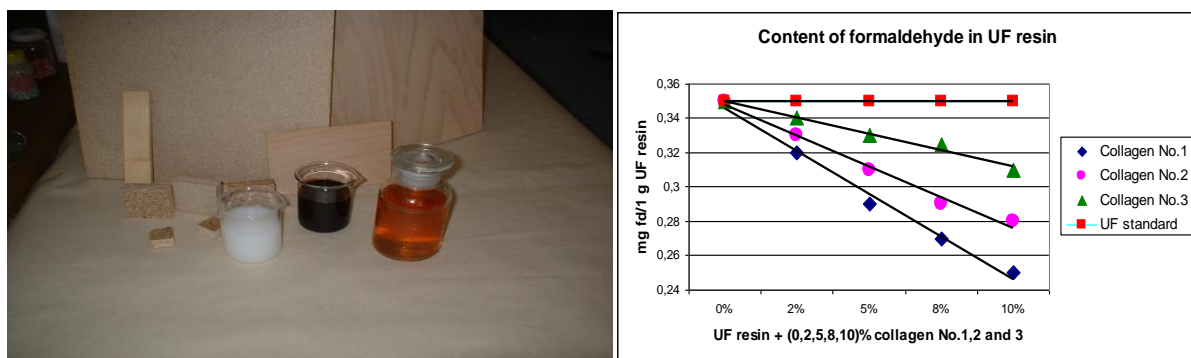 Content of formaldehyde in UF resin
mg fd/1 g UF resin
0,36
0,34
0,32
0,3
0,28
0,26
0,24
0%
2%
5%
8%
10%
UF resin + (0,2,5,8,10)% collagen No.1,2 and 3
Collagen No.1
Collagen No.2
Collagen No.3
UF standard